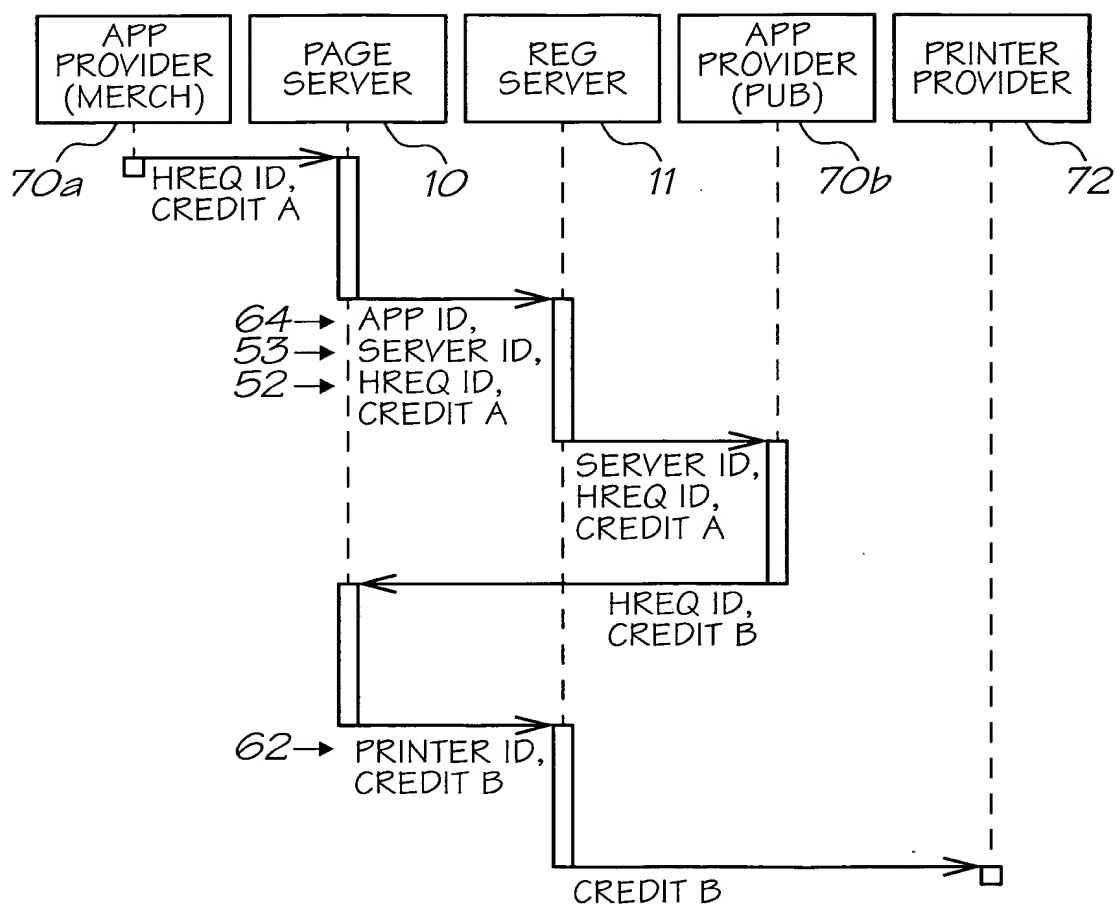 APP
PROVIDER
(MERCH)
PAGE
SERVER
REG
SERVER
APP
PROVIDER
(PUB)
PRINTER
PROVIDER
70a
10
11
70b
72
HREQ ID,
CREDIT A
64
APP ID,
53
SERVER ID,
52
HREQ ID,
CREDIT A
SERVER ID,
HREQ ID,
CREDIT A
HREQ ID,
CREDIT B
62
PRINTER ID,
CREDIT B
CREDIT B